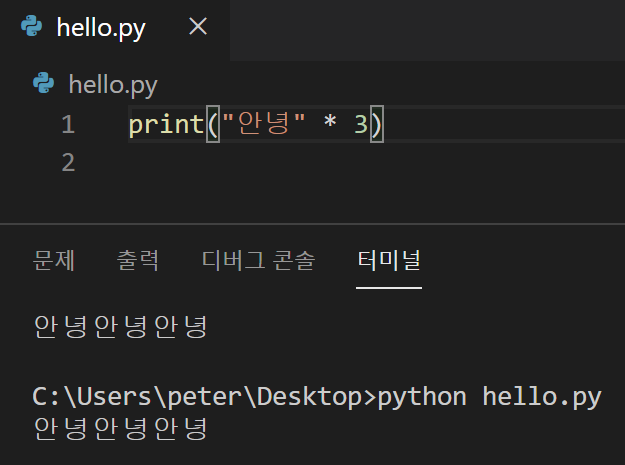 hello.py
hello.py
1 print("안녕" * 3)
2
문제 출력 디버그 콘솔 터미널
안녕안녕안녕
C:\Users\peter\Desktop>python hello.py
안녕안녕안녕